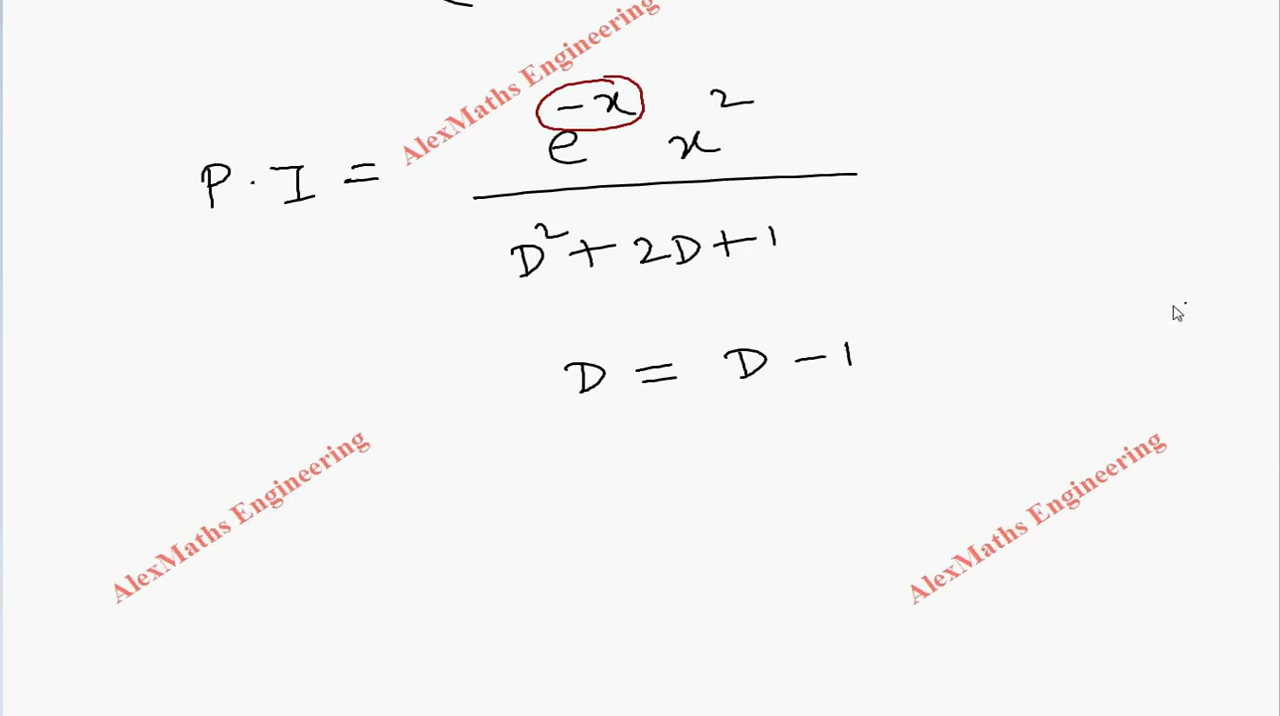 AlexMaths Engineering
P.I = e^{-x} x^2 / D^2 + 2D + 1
D = D - 1
AlexMaths Engineering
AlexMaths Engineering